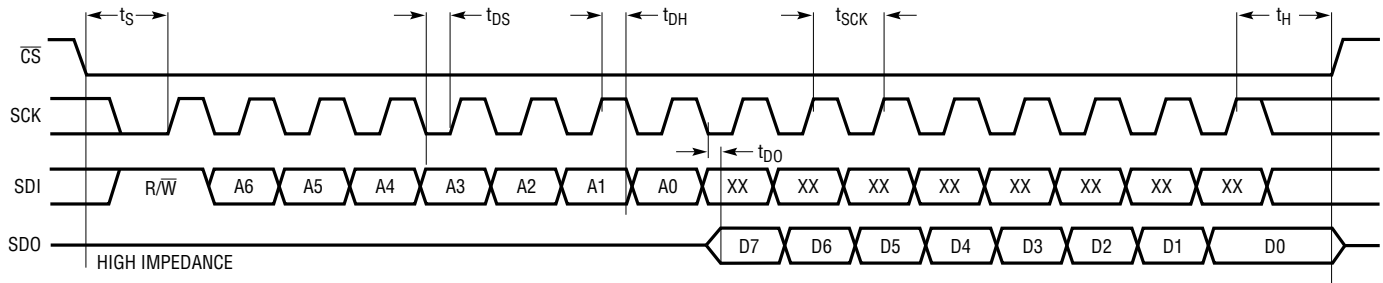 tS tDS tDH tSCK tH
C̅S̅
SCK
tDO
SDI R/W̅ A6 A5 A4 A3 A2 A1 A0 XX XX XX XX XX XX XX XX
SDO D7 D6 D5 D4 D3 D2 D1 D0
HIGH IMPEDANCE